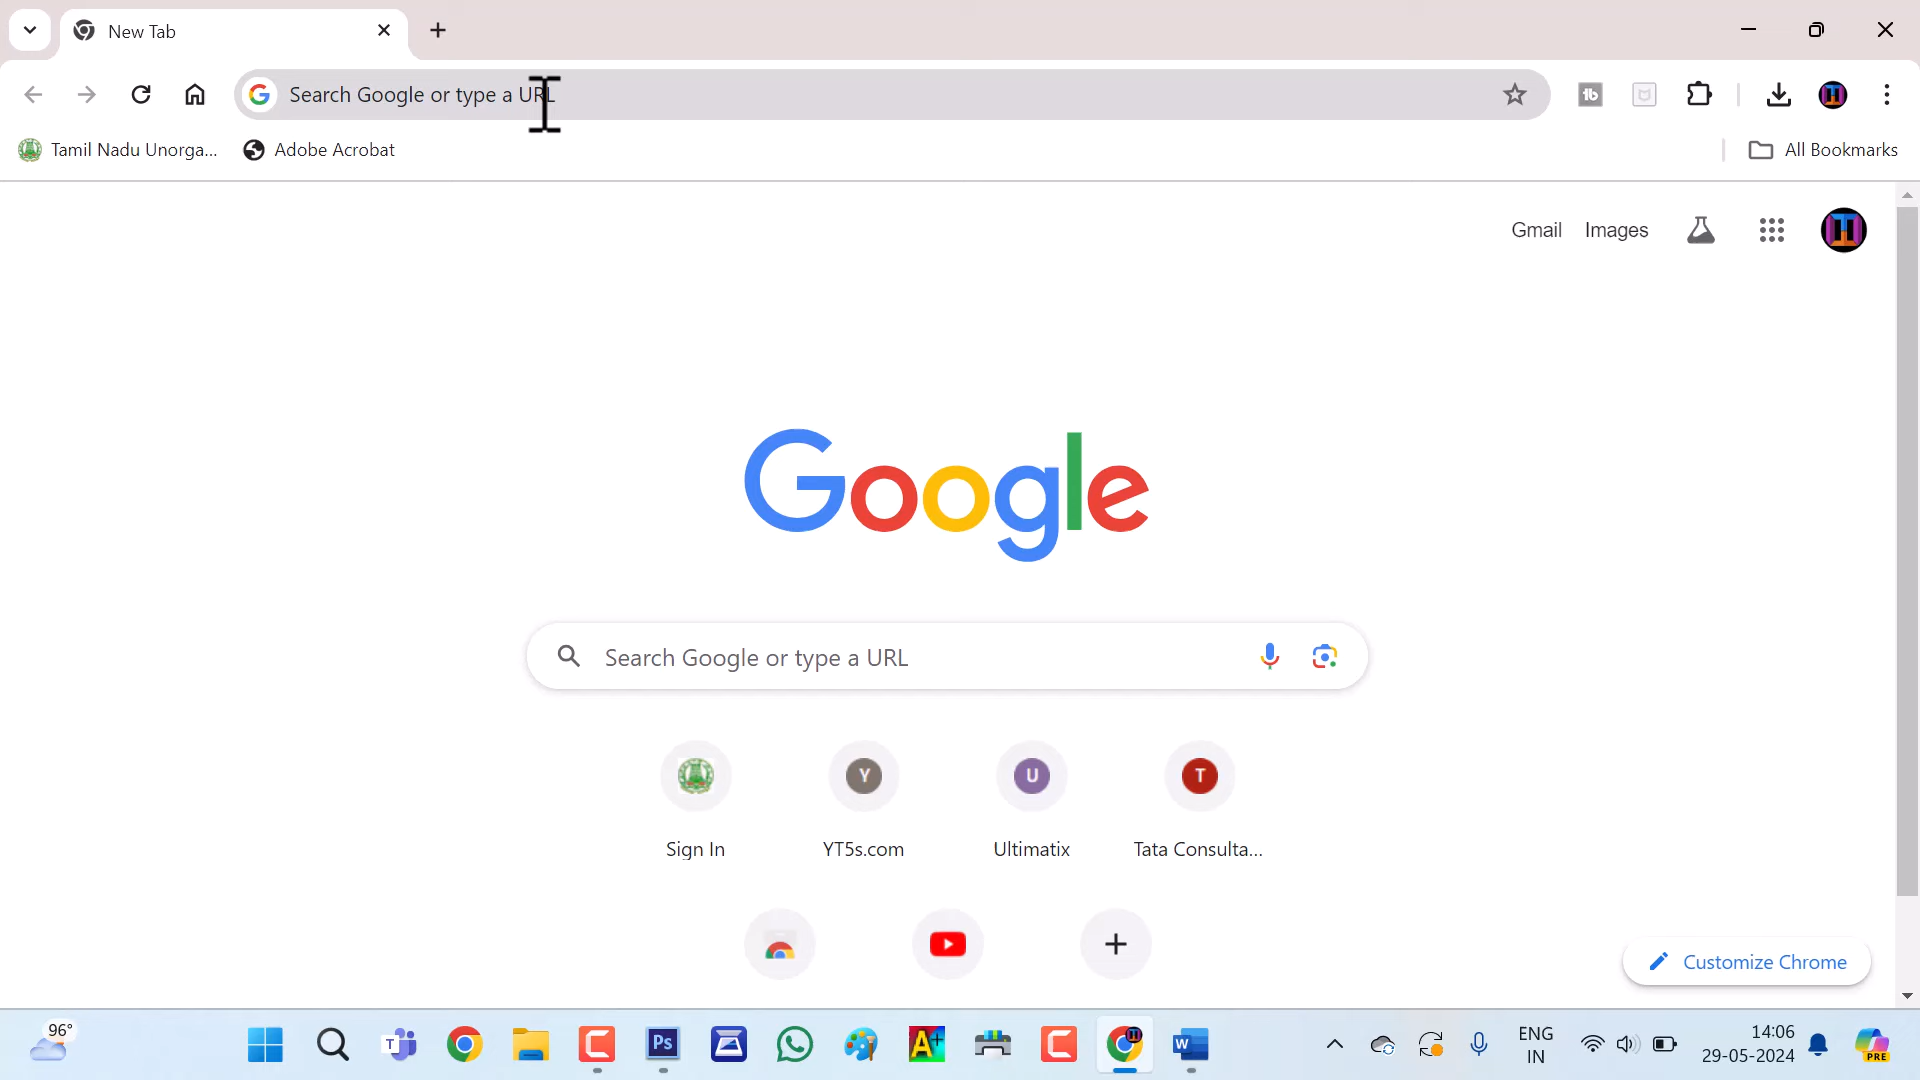 New Tab
Search Google or type a URL
Tamil Nadu Unorga...
Adobe Acrobat
All Bookmarks
Gmail
Images
Google
Search Google or type a URL
Y
U
T
Sign In
YT5s.com
Ultimatix
Tata Consulta...
Customize Chrome
96°
T
Ps
A+
W
ENG
IN
14:06
29-05-2024
PRE